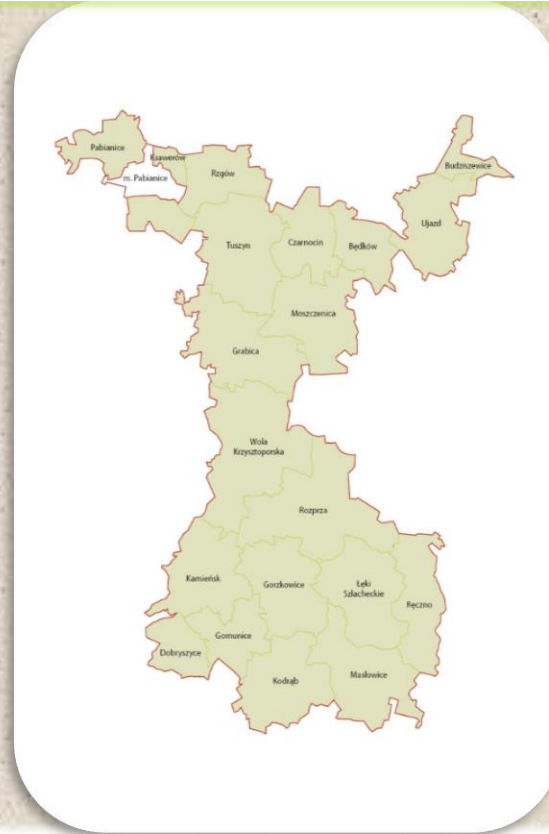 Pabianice
Ksawerów
m. Pabianice
Rzgów
Budziszewice
Ujazd
Tuszyn
Czarnocin
Będków
Moszczenica
Grabica
Wola
Krzysztoporska
Rozprza
Kamieńsk
Gorzkowice
Łęki
Szlacheckie
Ręczno
Gomunice
Dobryszyce
Kodrąb
Masłowice